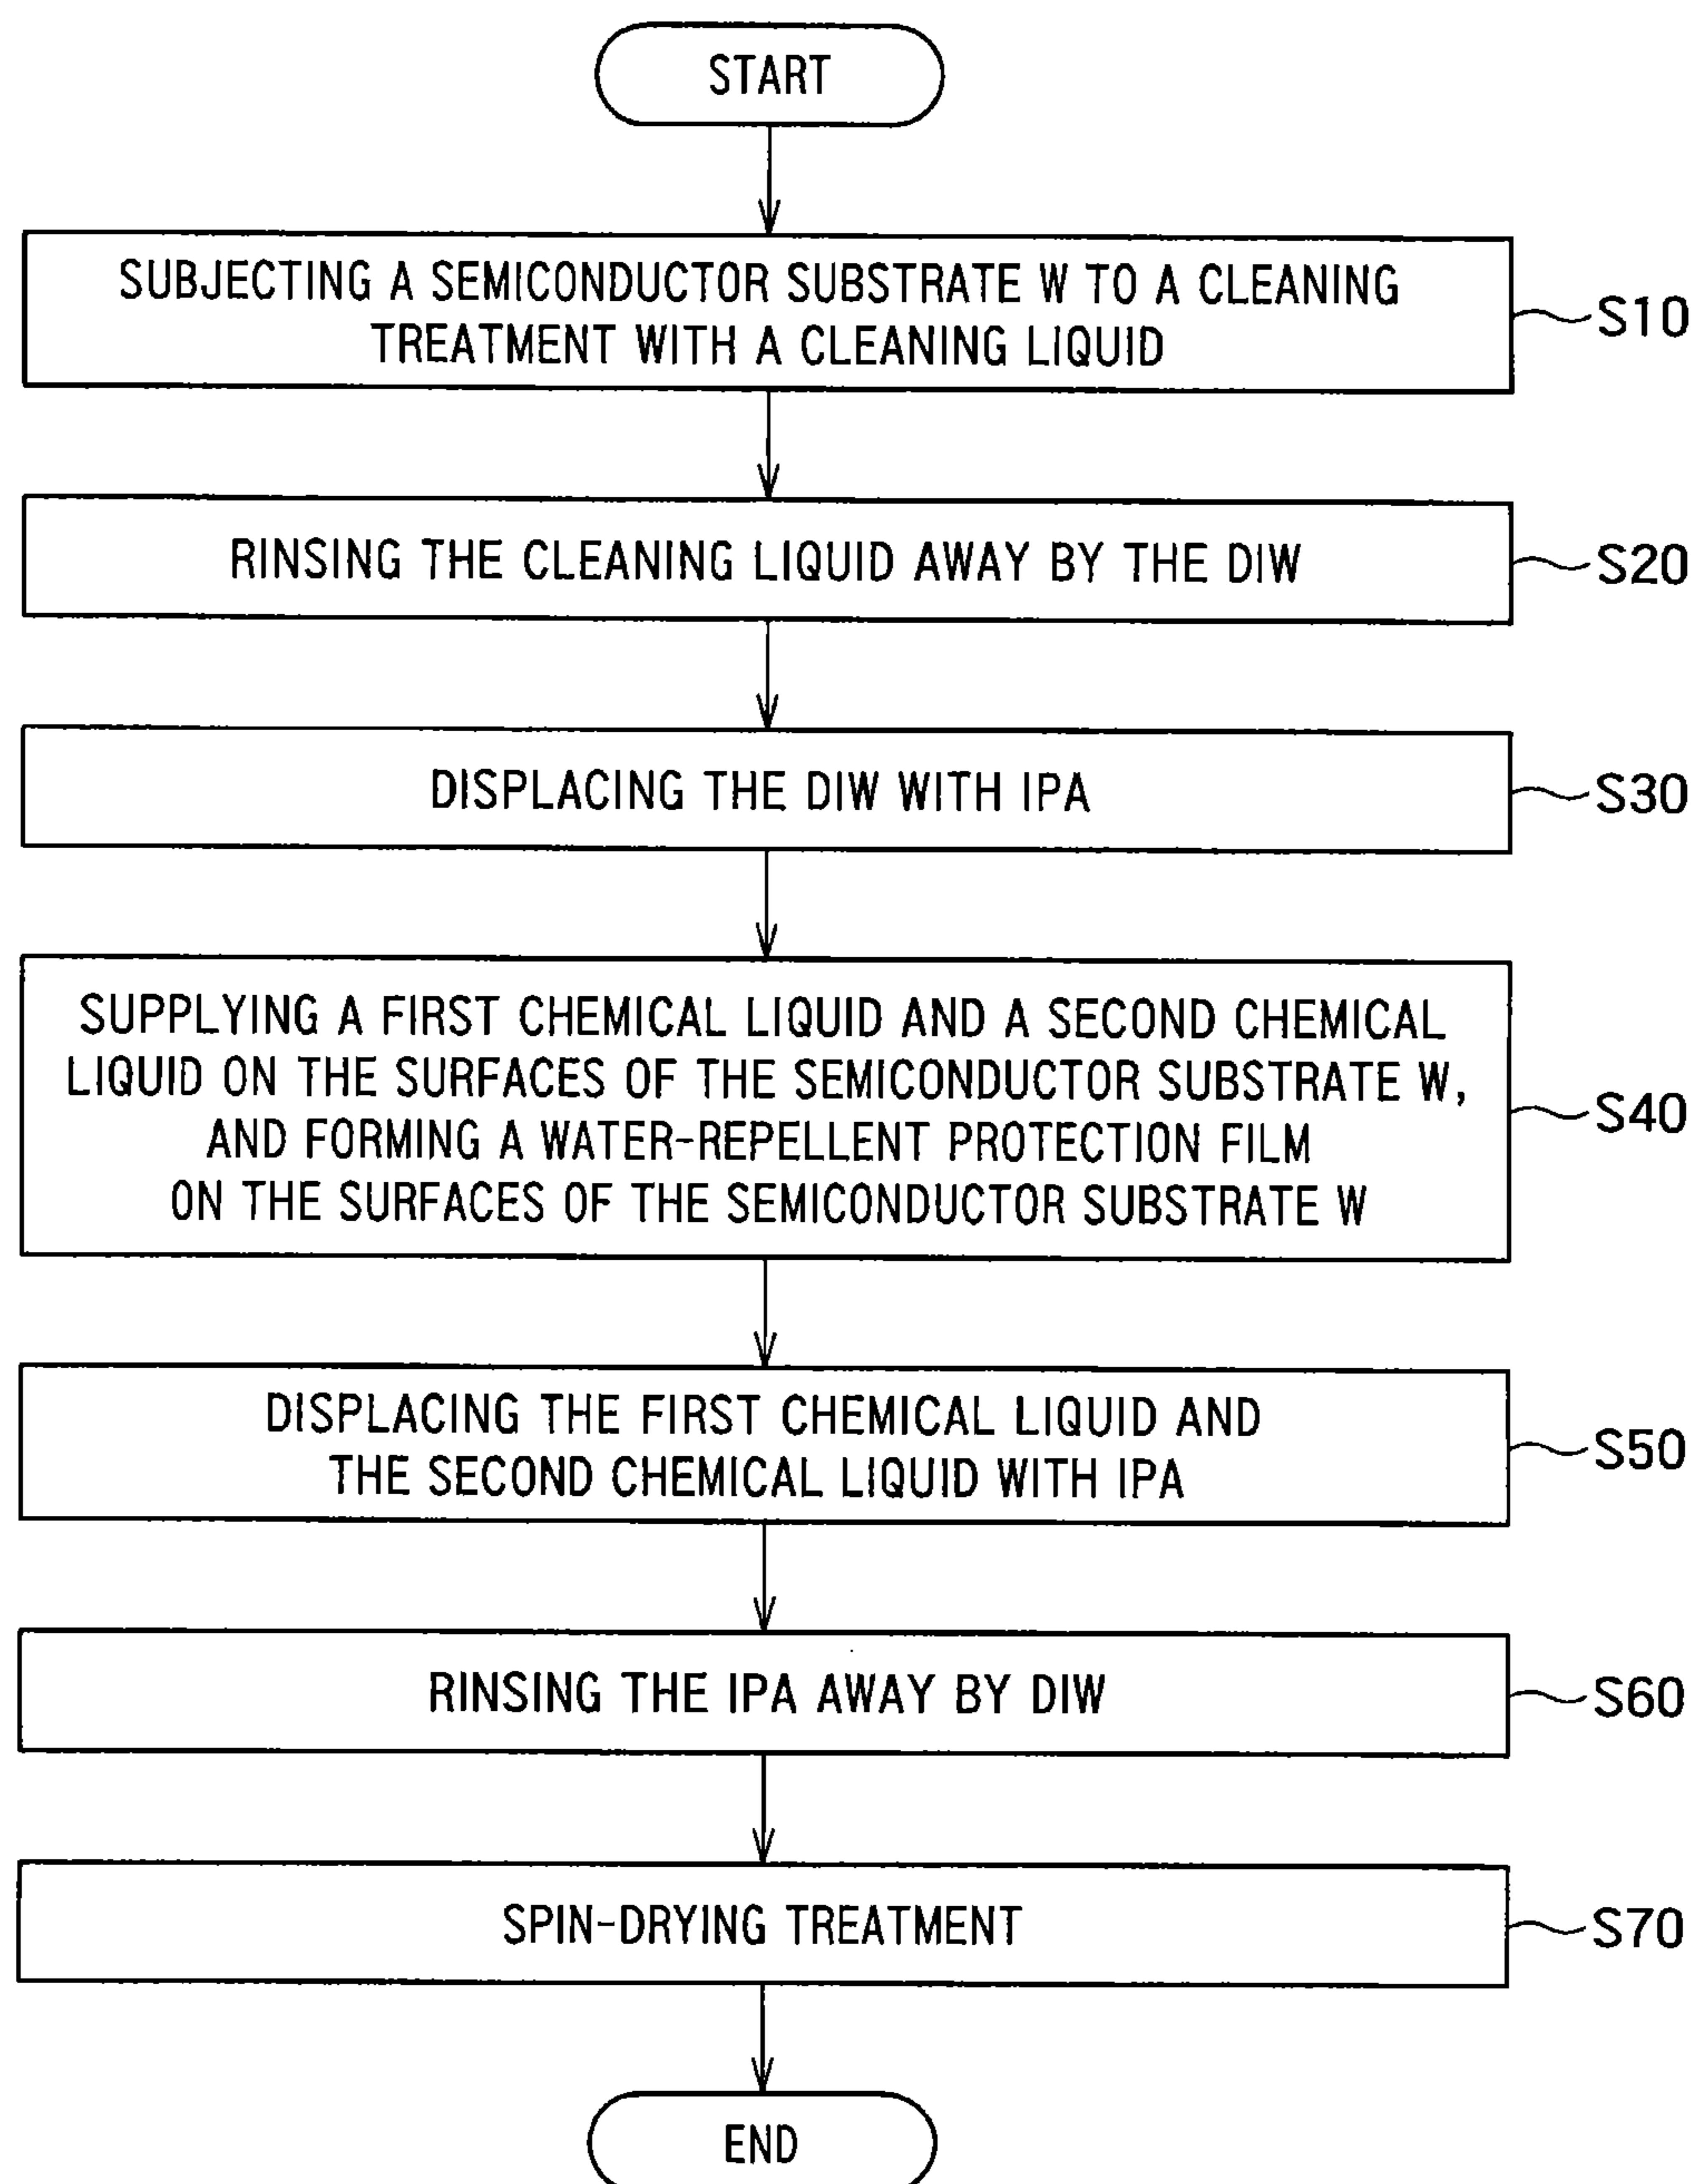 START
SUBJECTING A SEMICONDUCTOR SUBSTRATE W TO A CLEANING
TREATMENT WITH A CLEANING LIQUID
S10
RINSING THE CLEANING LIQUID AWAY BY THE DIW
S20
DISPLACING THE DIW WITH IPA
S30
SUPPLYING A FIRST CHEMICAL LIQUID AND A SECOND CHEMICAL
LIQUID ON THE SURFACES OF THE SEMICONDUCTOR SUBSTRATE W,
AND FORMING A WATER-REPELLENT PROTECTION FILM
ON THE SURFACES OF THE SEMICONDUCTOR SUBSTRATE W
S40
DISPLACING THE FIRST CHEMICAL LIQUID AND
THE SECOND CHEMICAL LIQUID WITH IPA
S50
RINSING THE IPA AWAY BY DIW
S60
SPIN-DRYING TREATMENT
S70
END